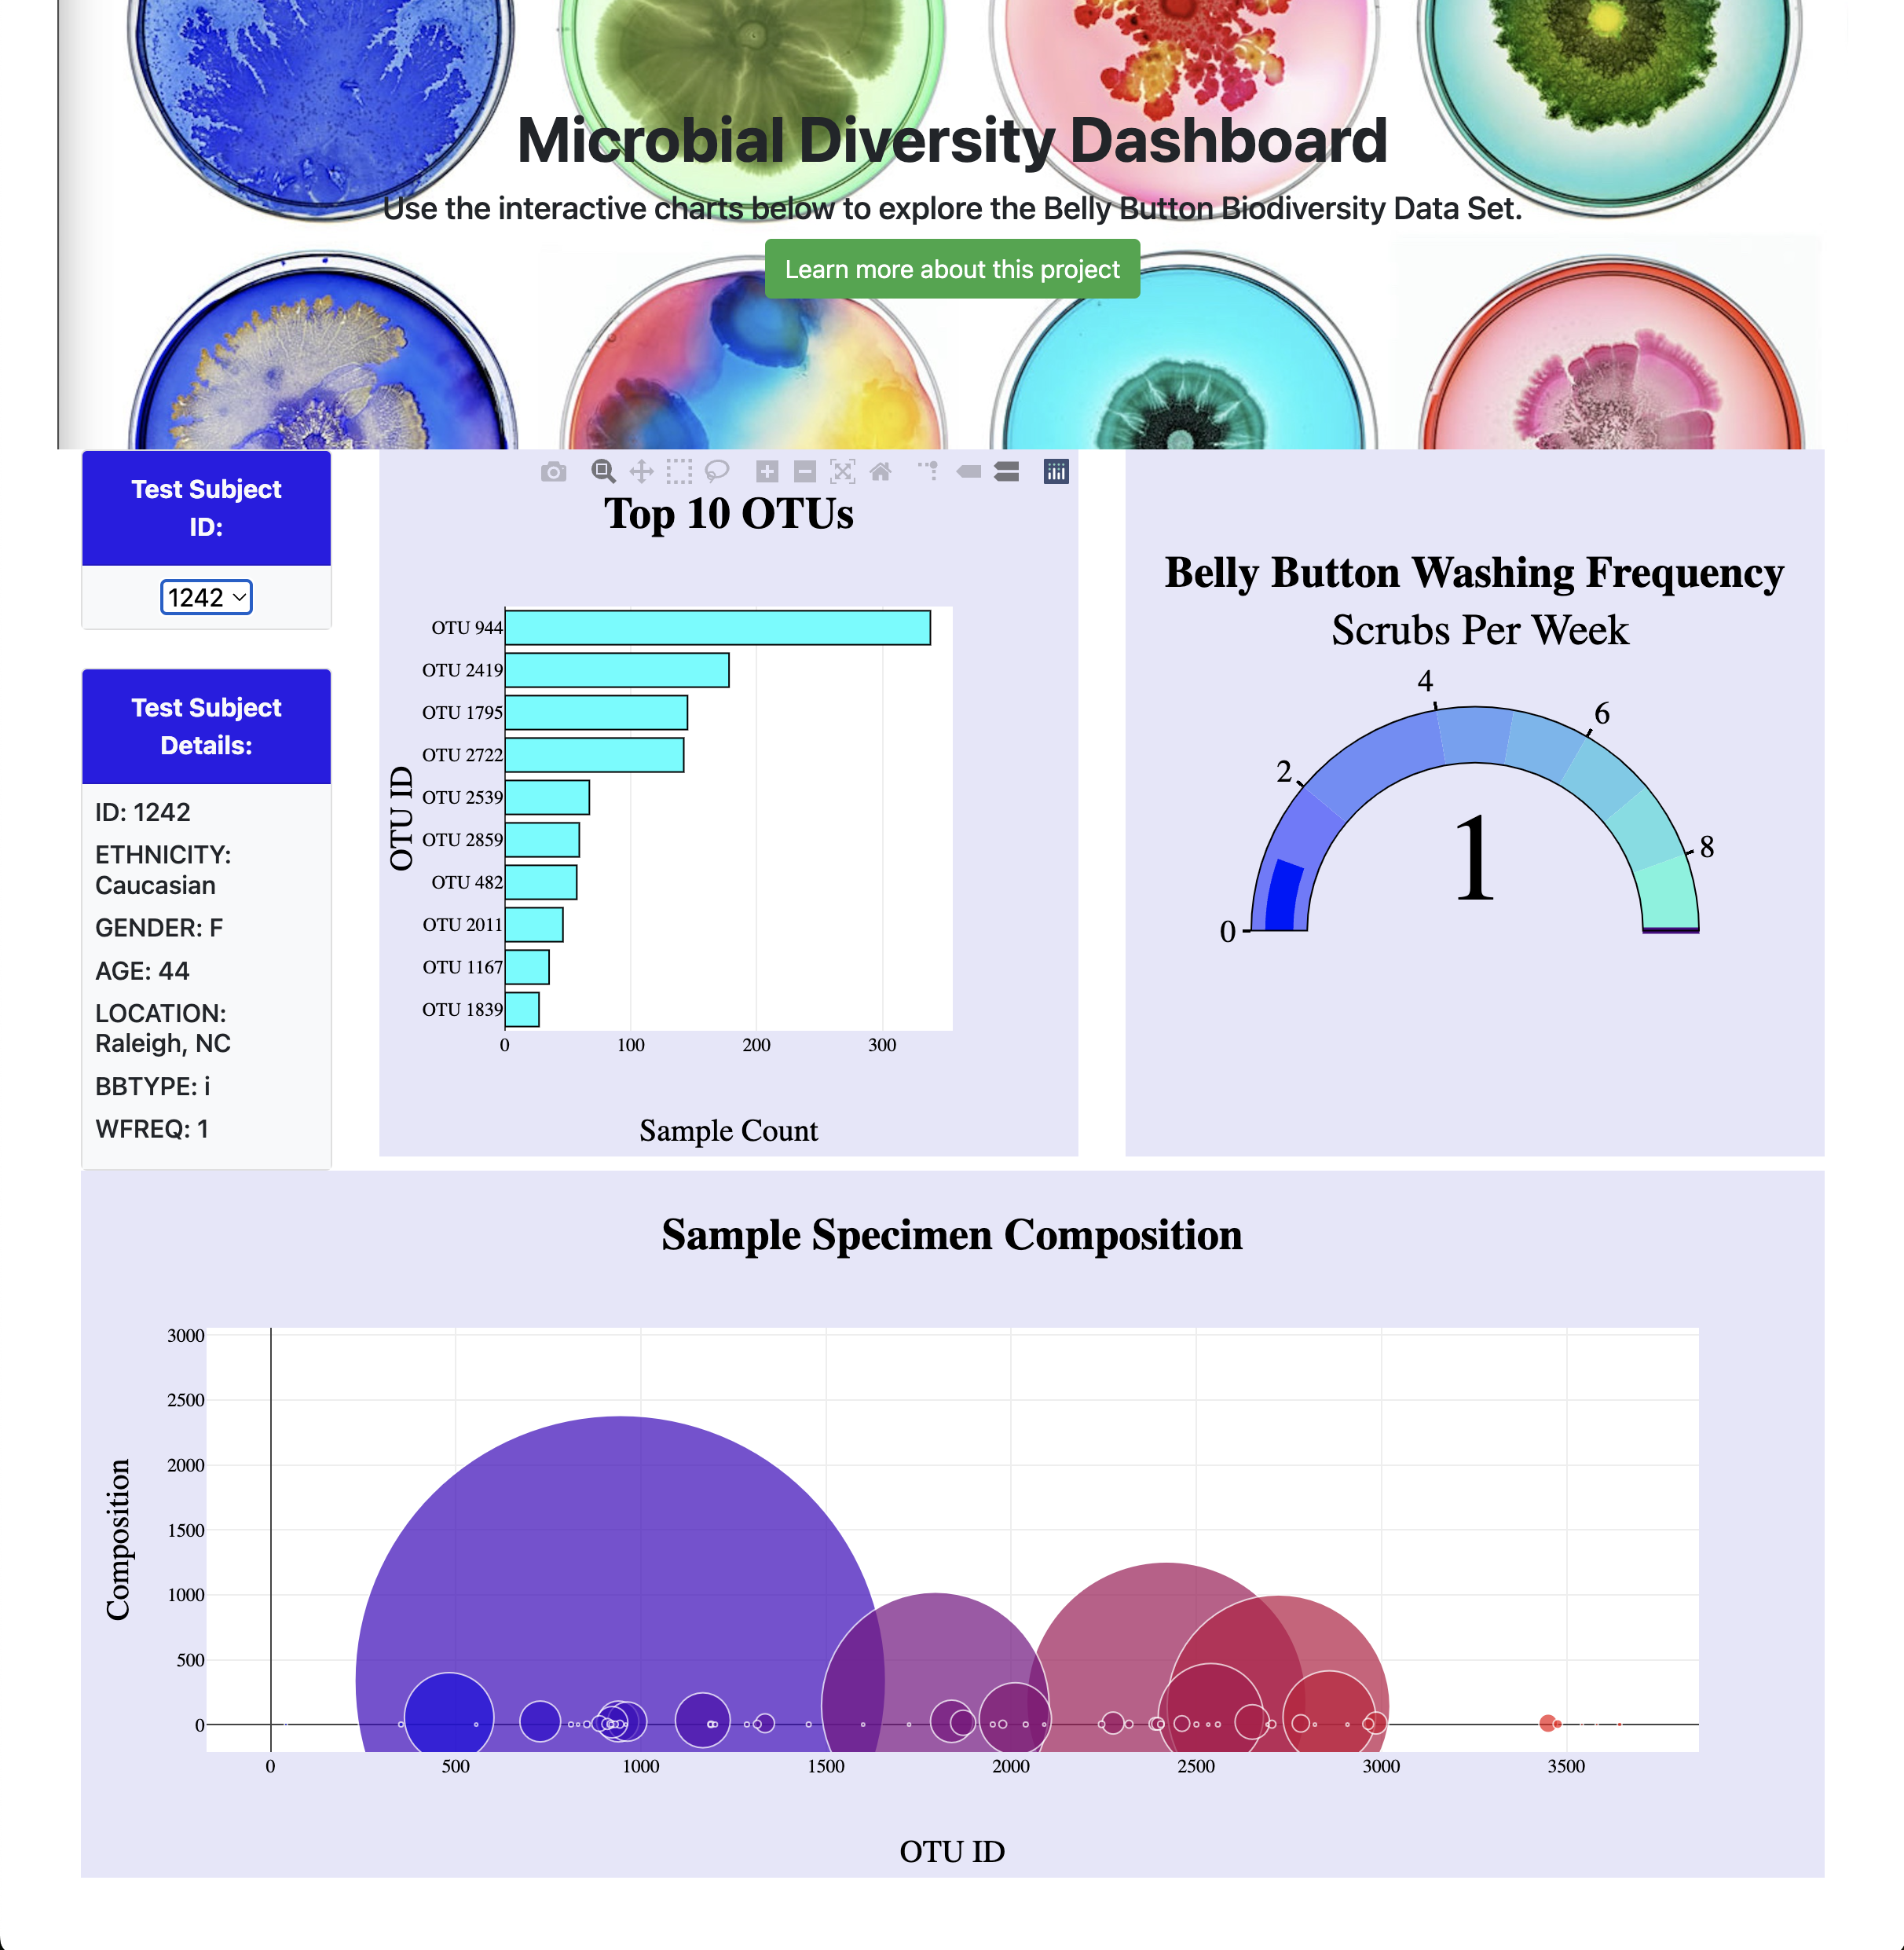 Microbial Diversity Dashboard
Use the interactive charts below to explore the Belly Button Biodiversity Data Set.
Learn more about this project
Test Subject
ID:
1242
Test Subject
Details:
ID: 1242
ETHNICITY:
Caucasian
GENDER: F
AGE: 44
LOCATION:
Raleigh, NC
BBTYPE: i
WFREQ: 1
Top 10 OTUs
OTU ID
OTU 944
OTU 2419
OTU 1795
OTU 2722
OTU 2539
OTU 2859
OTU 482
OTU 2011
OTU 1167
OTU 1839
0 100 200 300
Sample Count
Belly Button Washing Frequency
Scrubs Per Week
0
2
4
6
8
1
Sample Specimen Composition
Composition
3000
2500
2000
1500
1000
500
0
0 500 1000 1500 2000 2500 3000 3500
OTU ID